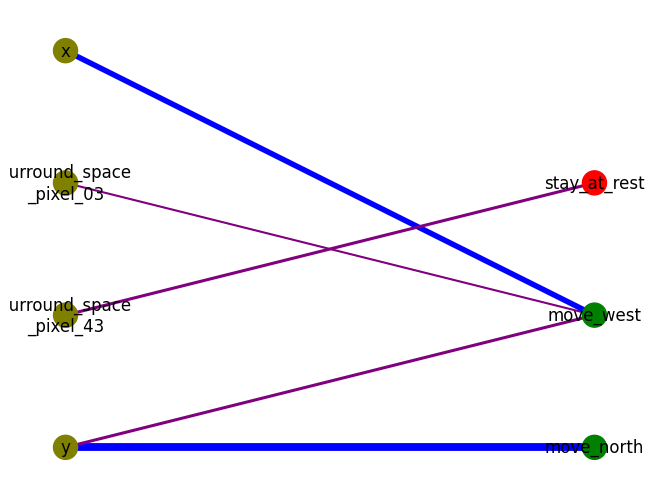 x
urround_space
_pixel_03
stay_at_rest
urround_space
_pixel_43
move_west
y
move_north